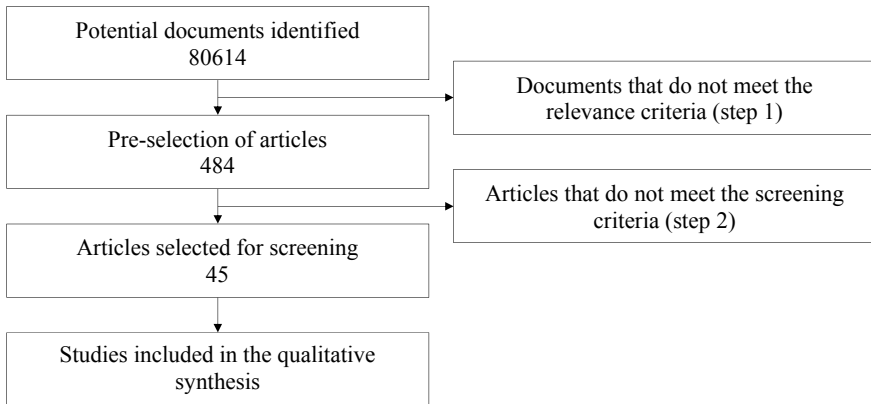 Potential documents identified
80614
Documents that do not meet the
relevance criteria (step 1)
Pre-selection of articles
484
Articles that do not meet the screening
criteria (step 2)
Articles selected for screening
45
Studies included in the qualitative
synthesis